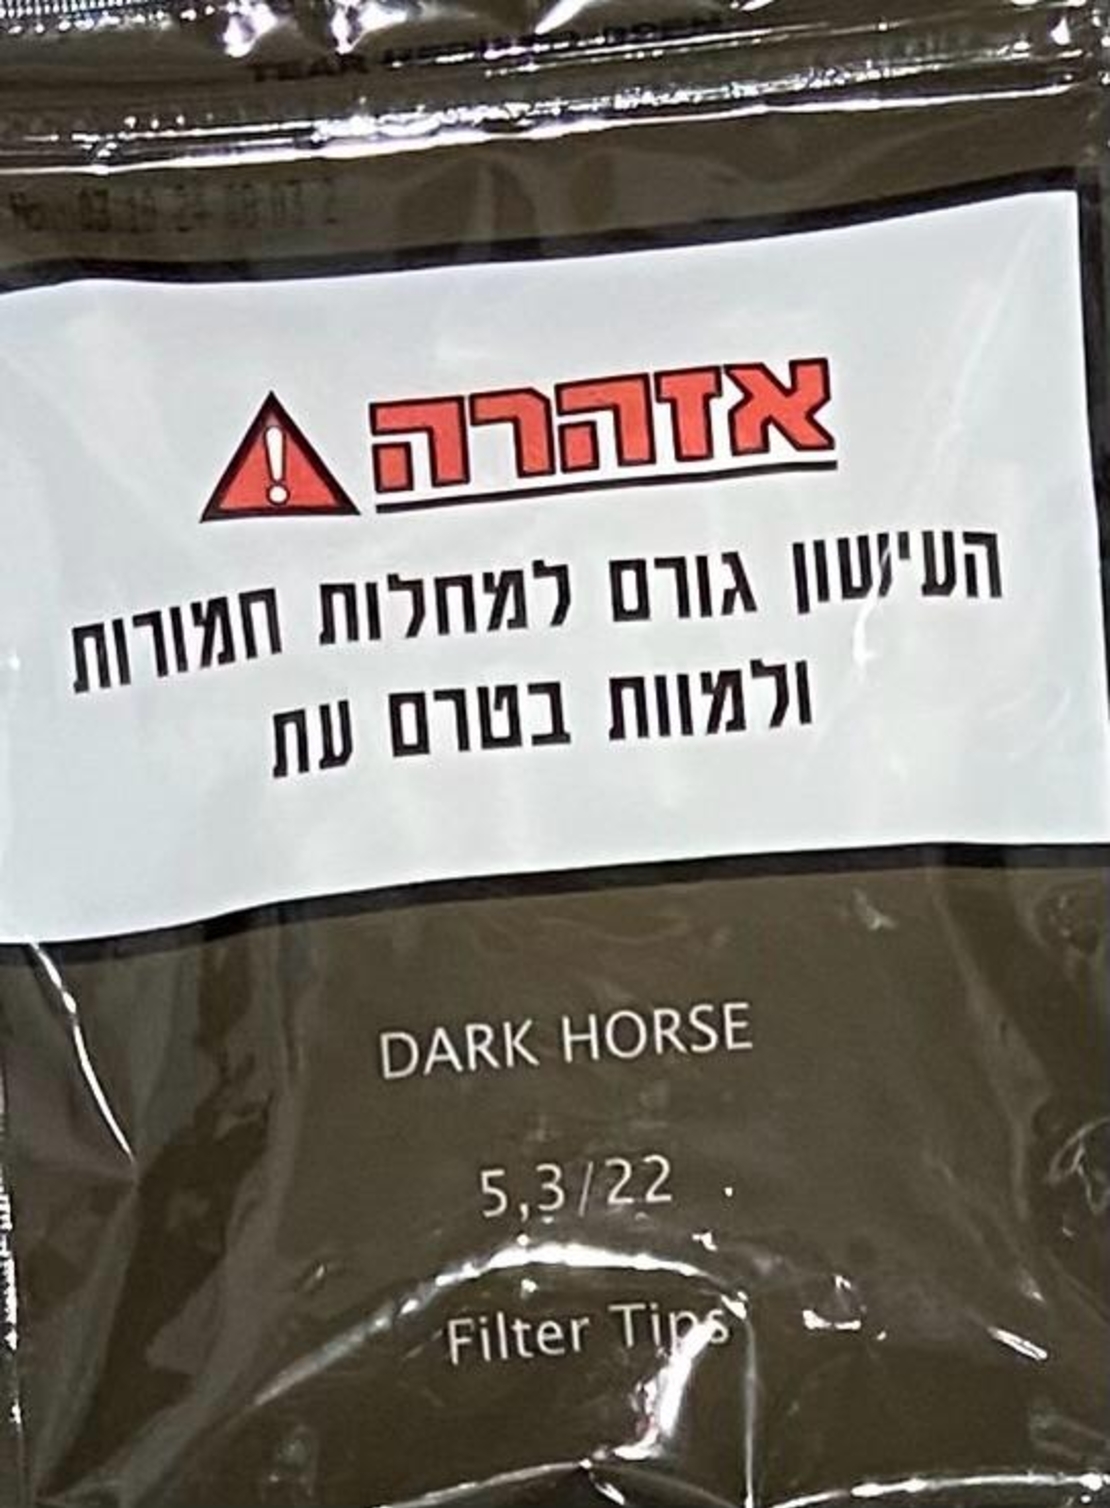 אזהרה
העישון גורם למחלות חמורות
ולמוות בטרם עת
DARK HORSE
5,3/22
Filter Tips